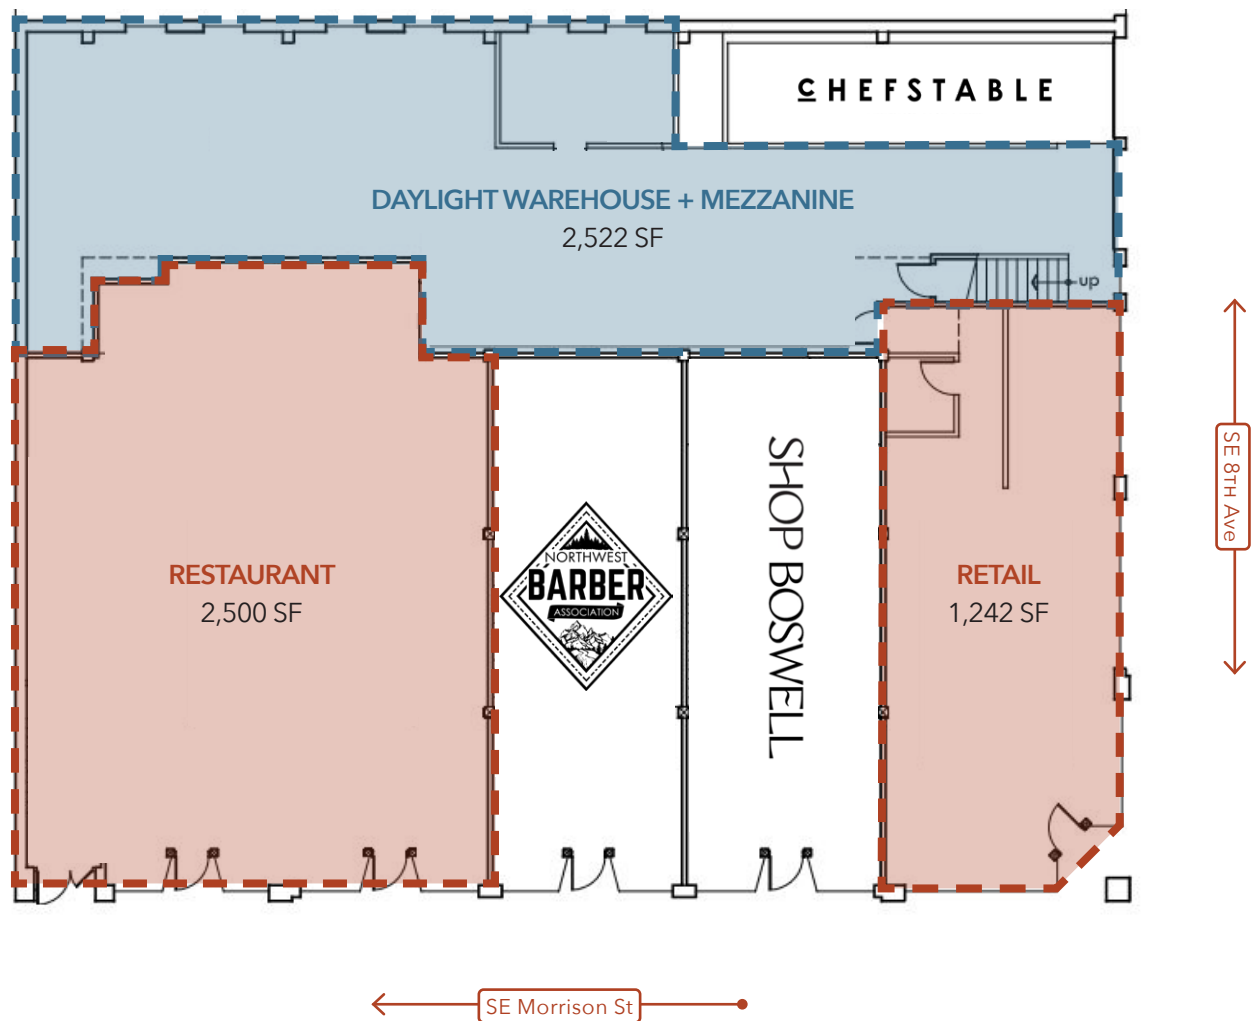 CHEFSTABLE
DAYLIGHT WAREHOUSE + MEZZANINE
2,522 SF
up
SE 8TH Ave
SHOP BOSWELL
NORTHWEST
BARBER
ASSOCIATION
RESTAURANT
2,500 SF
RETAIL
1,242 SF
SE Morrison St